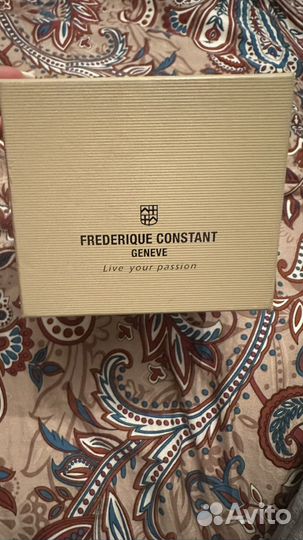 FREDERIQUE CONSTANT
GENEVE
Live your passion
Avito